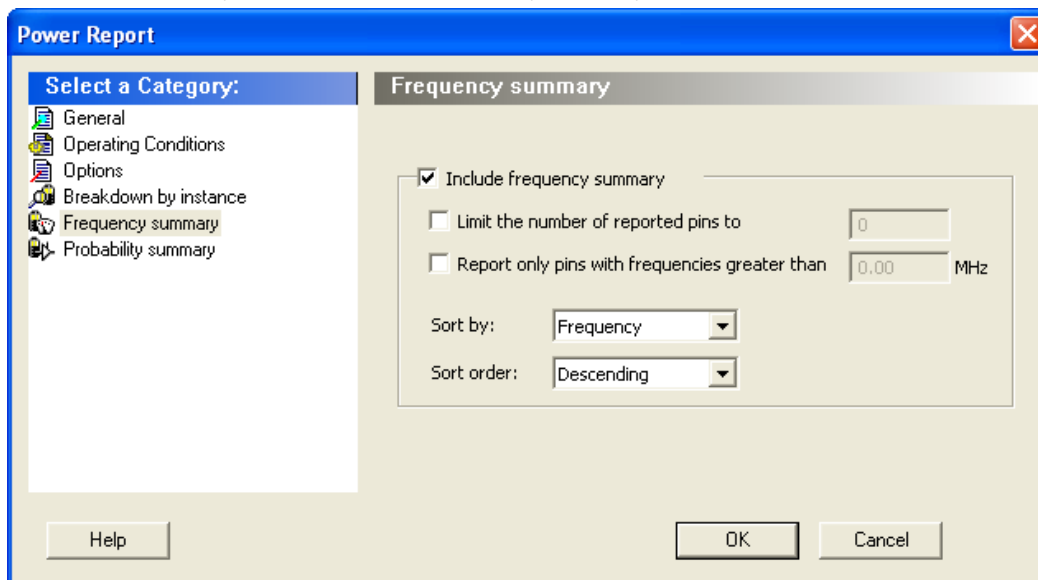 Power Report
Select a Category:
General
Operating Conditions
Options
Breakdown by instance
Frequency summary
Probability summary
Frequency summary
Include frequency summary
Limit the number of reported pins to 0
Report only pins with frequencies greater than 0.00 MHz
Sort by: Frequency
Sort order: Descending
Help
OK
Cancel